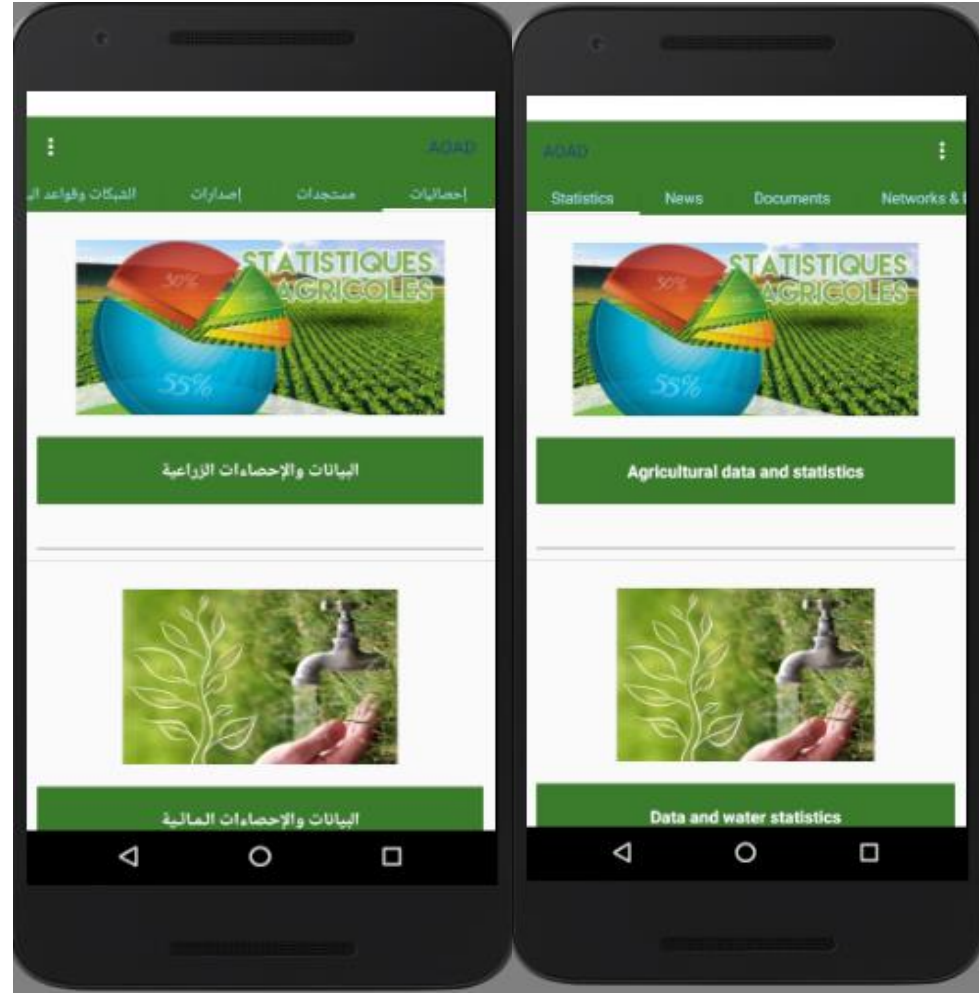 AOAD
إحصائيات مستجدات إصدارات الشبكات وقواعد الي
STATISTIQUES
AGRICOLES
30%
55%
البيانات والإحصاءات الزراعية
البيانات والإحصاءات المائية
AOAD
Statistics News Documents Networks &
STATISTIQUES
AGRICOLES
30%
55%
Agricultural data and statistics
Data and water statistics